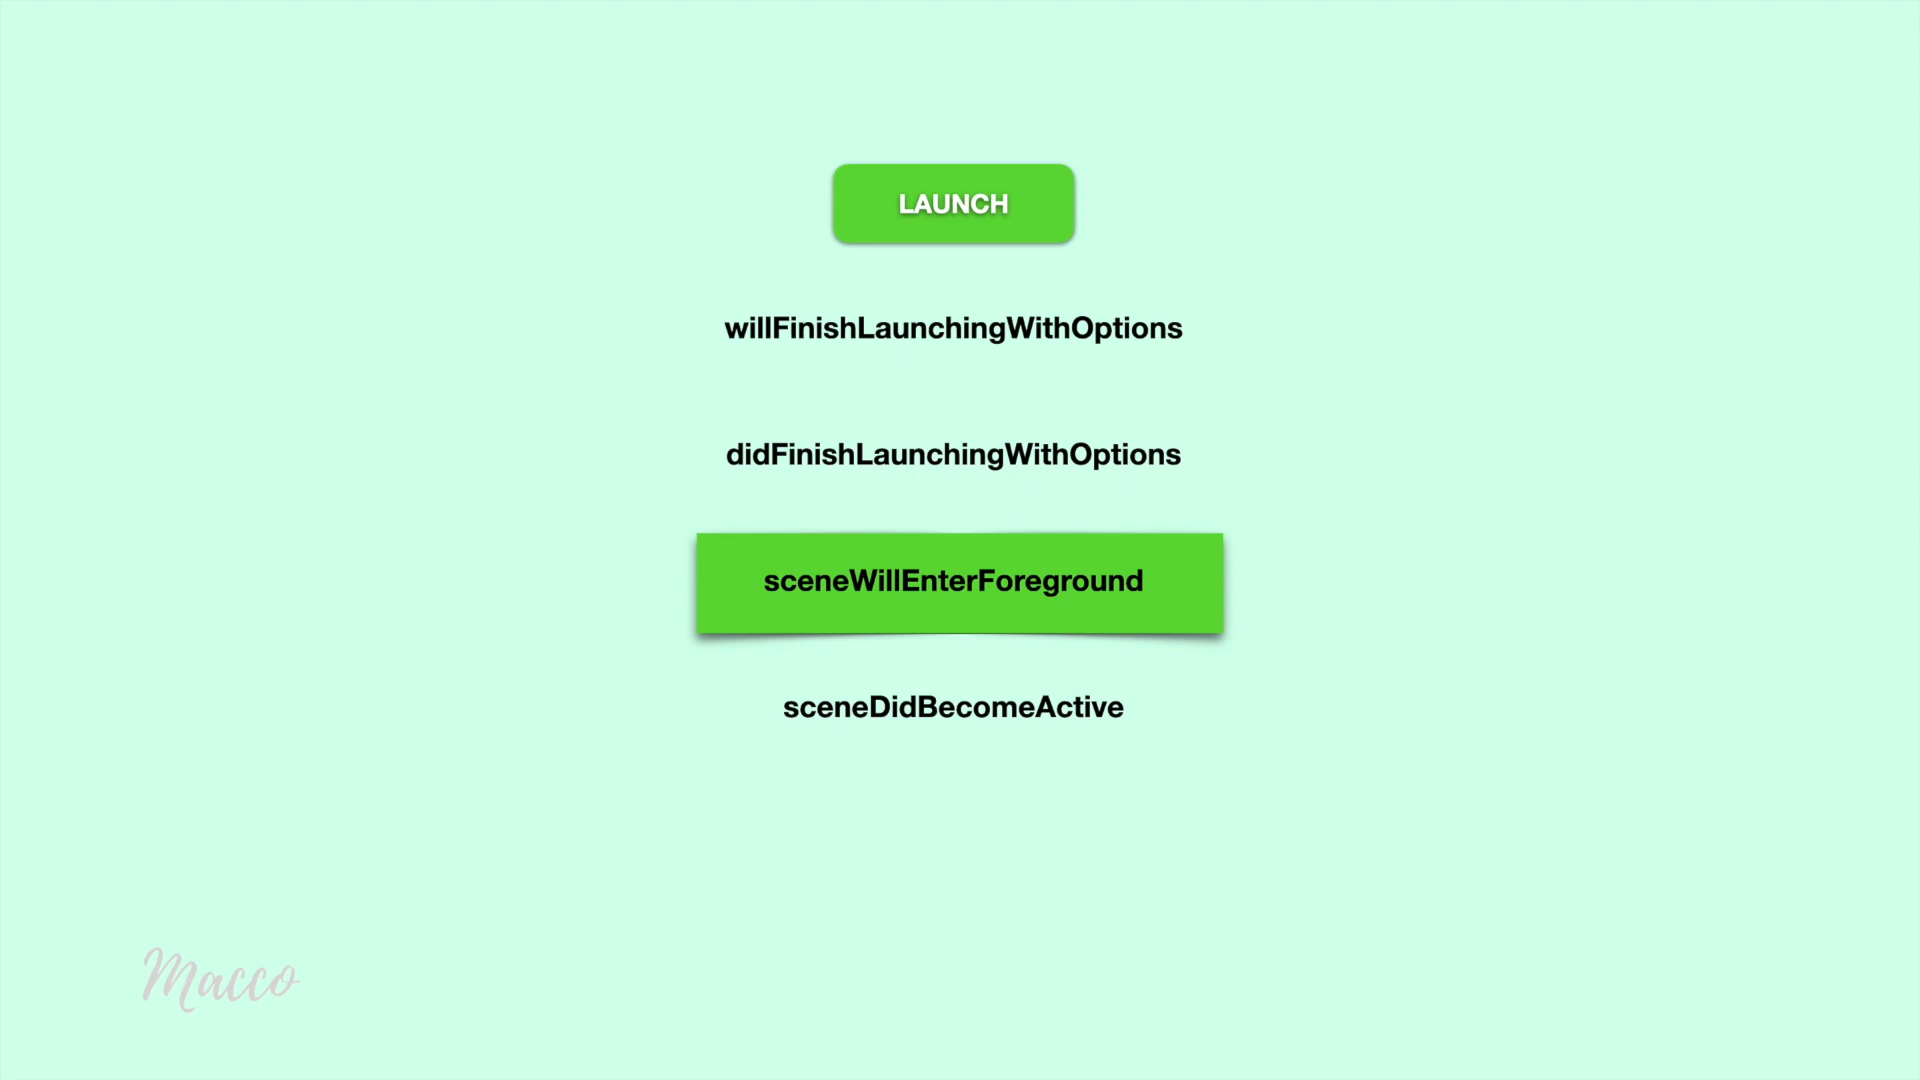 LAUNCH
willFinishLaunchingWithOptions
didFinishLaunchingWithOptions
sceneWillEnterForeground
sceneDidBecomeActive
Macco